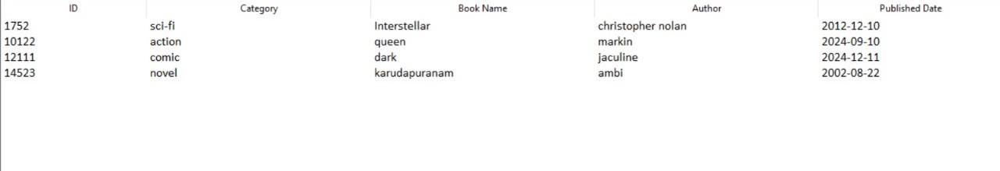 ID Category Book Name Author Published Date
1752 sci-fi Interstellar christopher nolan 2012-12-10
10122 action queen markin 2024-09-10
12111 comic dark jaculine 2024-12-11
14523 novel karudapuranam ambi 2002-08-22